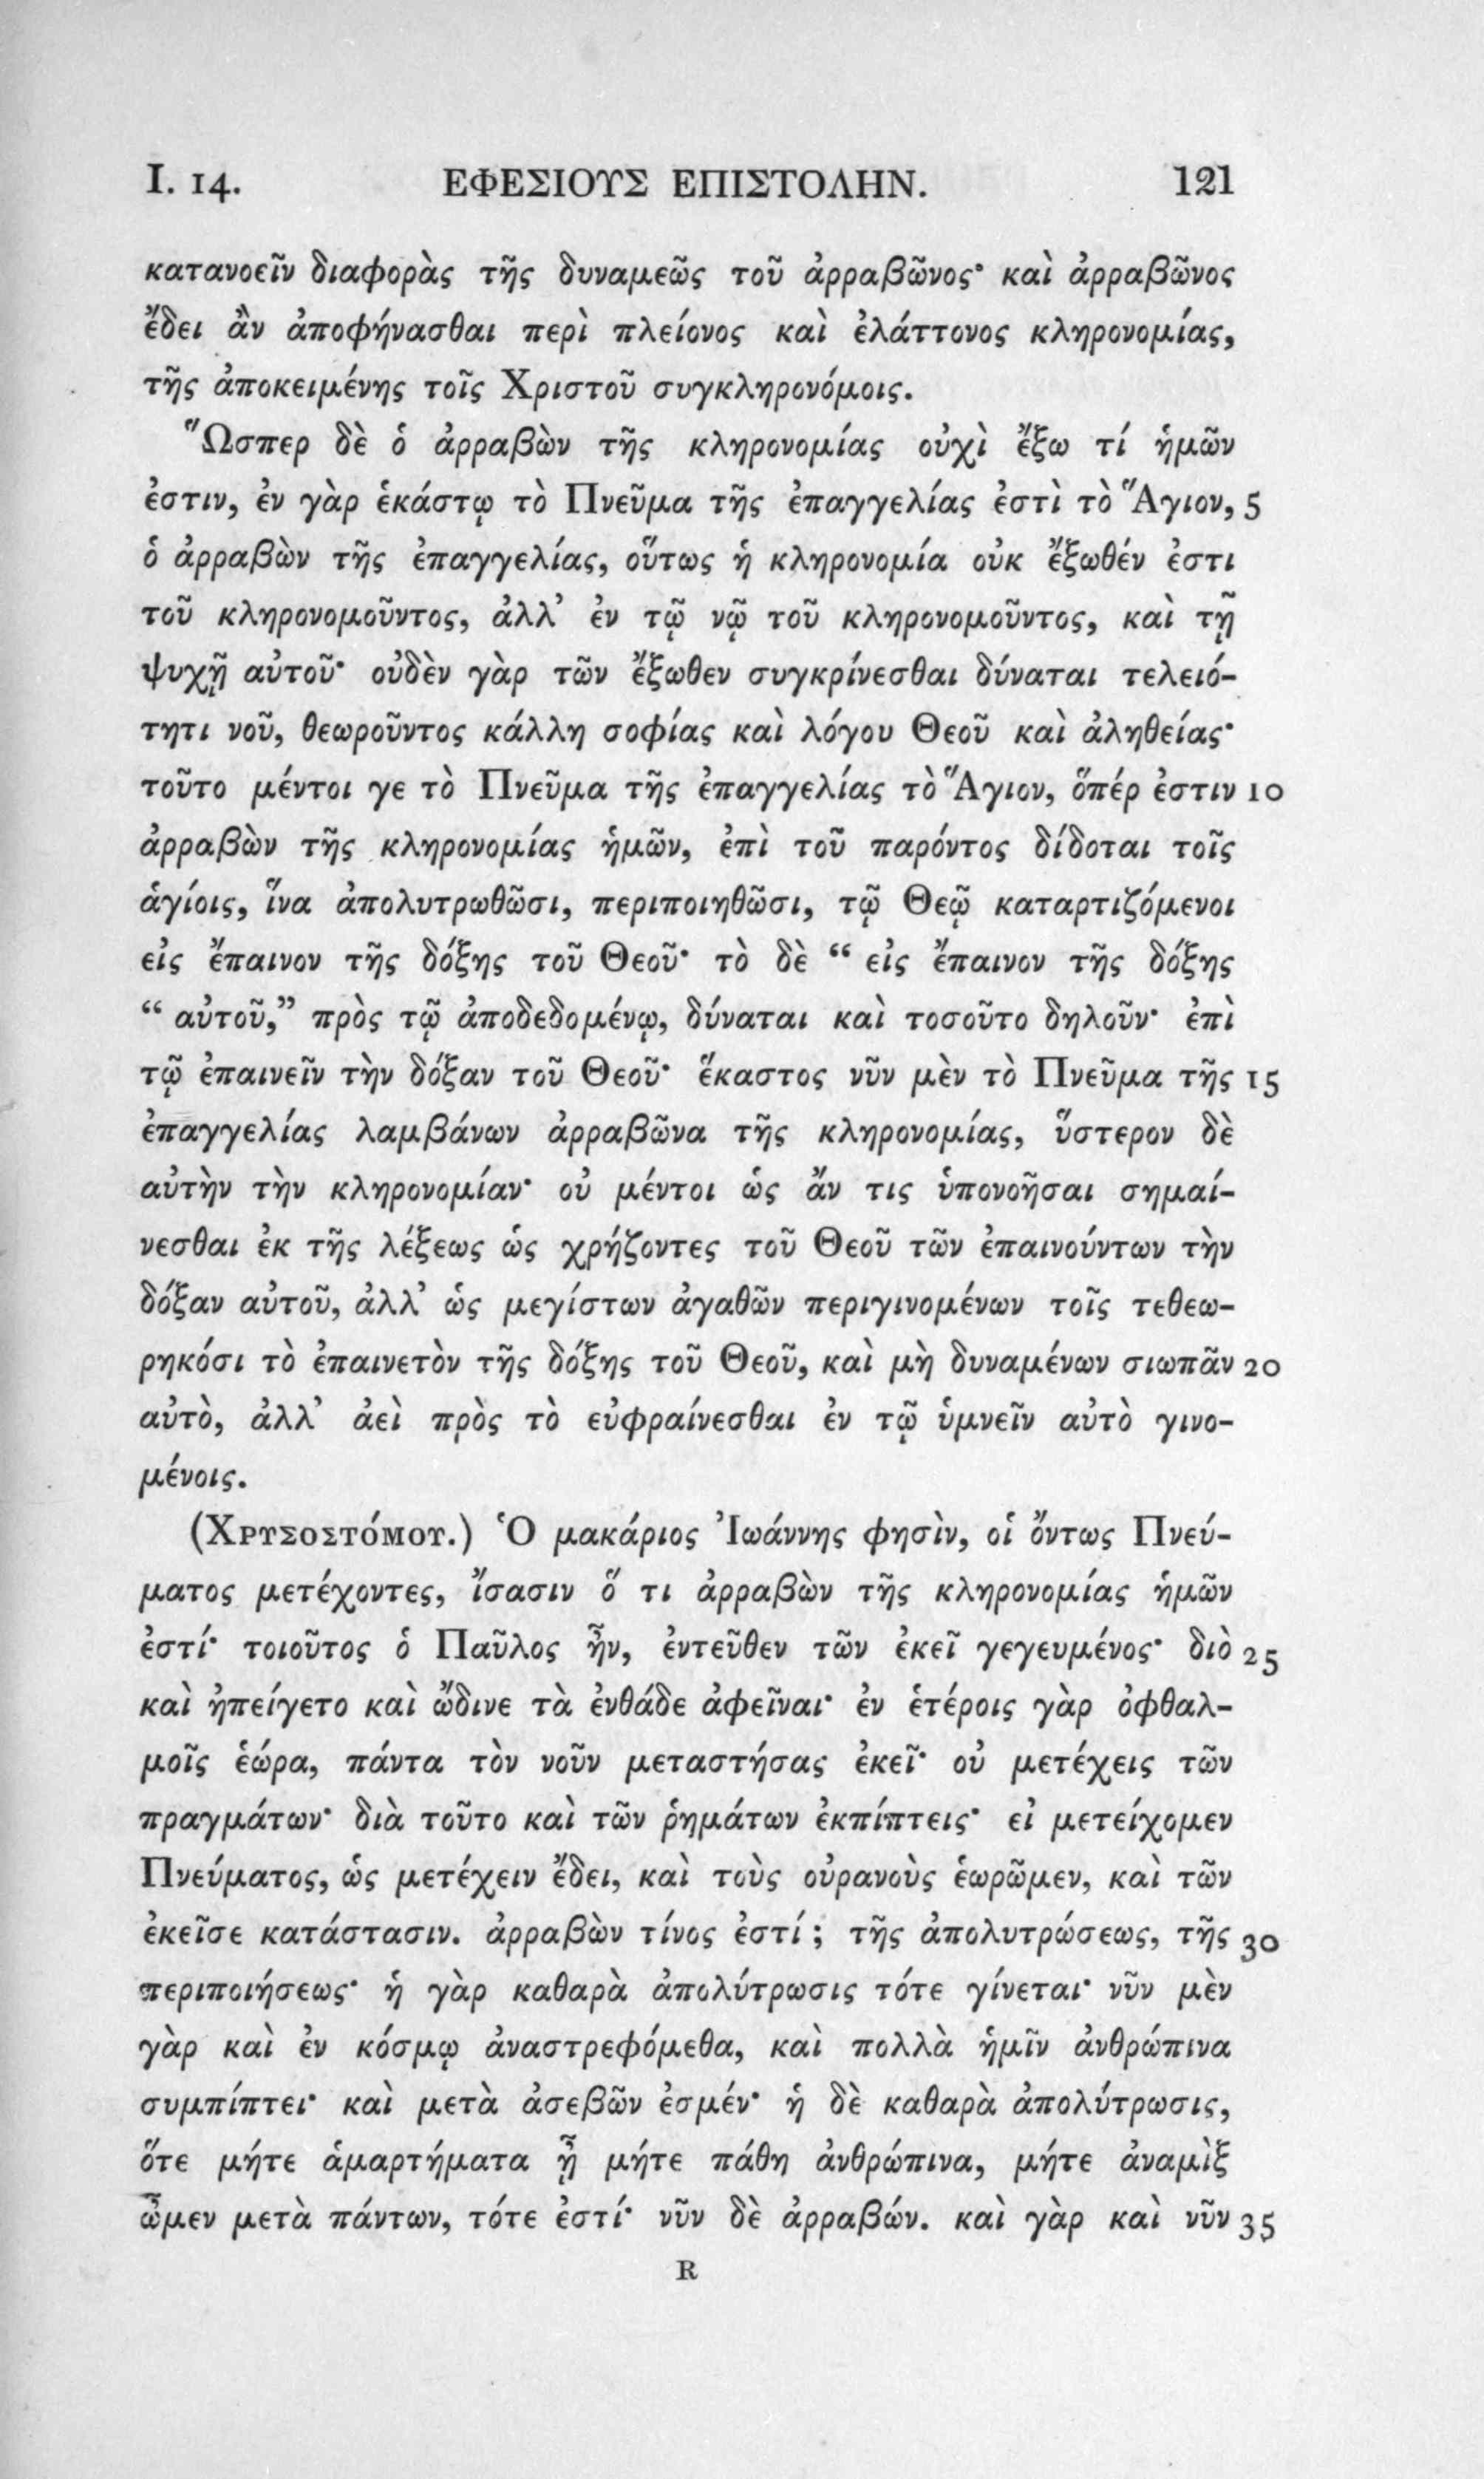 I. 14. ΕΦΕΣΙΟΥΣ ΕΠΙΣΤΟΛΗΝ. 121
κατανοεῖν διαφορὰς τῆς δυναμεῶς τοῦ ἀρραβῶνος· καὶ ἀρραβῶνος
ἔδει ἂν ἀποφήνασθαι περὶ πλείονος καὶ ἐλάττονος κληρονομίας,
τῆς ἀποκειμένης τοῖς Χριστοῦ συγκληρονόμοις.
Ὥσπερ δὲ ὁ ἀρραβὼν τῆς κληρονομίας οὐχὶ ἔξω τί ἡμῶν
ἐστιν, ἐν γὰρ ἑκάστῳ τὸ Πνεῦμα τῆς ἐπαγγελίας ἐστὶ τὸ Ἅγιον, 5
ὁ ἀρραβὼν τῆς ἐπαγγελίας, οὕτως ἡ κληρονομία οὐκ ἔξωθέν ἐστι
τοῦ κληρονομοῦντος, ἀλλ’ ἐν τῷ νῷ τοῦ κληρονομοῦντος, καὶ τῇ
ψυχῇ αὐτοῦ· οὐδὲν γὰρ τῶν ἔξωθεν συγκρίνεσθαι δύναται τελειό-
τητι νοῦ, θεωροῦντος κάλλη σοφίας καὶ λόγου Θεοῦ καὶ ἀληθείας·
τοῦτο μέντοι γε τὸ Πνεῦμα τῆς ἐπαγγελίας τὸ Ἅγιον, ὅπέρ ἐστιν 10
ἀρραβὼν τῆς κληρονομίας ἡμῶν, ἐπὶ τοῦ παρόντος δίδοται τοῖς
ἁγίοις, ἵνα ἀπολυτρωθῶσι, περιποιηθῶσι, τῷ Θεῷ καταρτιζόμενοι
εἰς ἔπαινον τῆς δόξης τοῦ Θεοῦ· τὸ δὲ “ εἰς ἔπαινον τῆς δόξης
“ αὐτοῦ,” πρὸς τῷ ἀποδεδομένῳ, δύναται καὶ τοσοῦτο δηλοῦν· ἐπὶ
τῷ ἐπαινεῖν τὴν δόξαν τοῦ Θεοῦ· ἕκαστος νῦν μὲν τὸ Πνεῦμα τῆς 15
ἐπαγγελίας λαμβάνων ἀρραβῶνα τῆς κληρονομίας, ὕστερον δὲ
αὐτὴν τὴν κληρονομίαν· οὐ μέντοι ὡς ἄν τις ὑπονοῆσαι σημαί-
νεσθαι ἐκ τῆς λέξεως ὡς χρήζοντες τοῦ Θεοῦ τῶν ἐπαινούντων τὴν
δόξαν αὐτοῦ, ἀλλ’ ὡς μεγίστων ἀγαθῶν περιγινομένων τοῖς τεθεω-
ρηκόσι τὸ ἐπαινετὸν τῆς δόξης τοῦ Θεοῦ, καὶ μὴ δυναμένων σιωπᾶν 20
αὐτὸ, ἀλλ’ ἀεὶ πρὸς τὸ εὐφραίνεσθαι ἐν τῷ ὑμνεῖν αὐτὸ γινο-
μένοις.
(Χρυσοστόμου.) Ὁ μακάριος Ἰωάννης φησὶν, οἱ ὄντως Πνεύ-
ματος μετέχοντες, ἴσασιν ὅ τι ἀρραβὼν τῆς κληρονομίας ἡμῶν
ἐστί· τοιοῦτος ὁ Παῦλος ἦν, ἐντεῦθεν τῶν ἐκεῖ γεγευμένος· διὸ 25
καὶ ἠπείγετο καὶ ὤδινε τὰ ἐνθάδε ἀφεῖναι· ἐν ἑτέροις γὰρ ὀφθαλ-
μοῖς ἑώρα, πάντα τὸν νοῦν μεταστήσας ἐκεῖ· οὐ μετέχεις τῶν
πραγμάτων· διὰ τοῦτο καὶ τῶν ῥημάτων ἐκπίπτεις· εἰ μετείχομεν
Πνεύματος, ὡς μετέχειν ἔδει, καὶ τοὺς οὐρανοὺς ἑωρῶμεν, καὶ τῶν
ἐκεῖσε κατάστασιν. ἀρραβὼν τίνος ἐστί ; τῆς ἀπολυτρώσεως, τῆς 30
περιποιήσεως· ἡ γὰρ καθαρὰ ἀπολύτρωσις τότε γίνεται· νῦν μὲν
γὰρ καὶ ἐν κόσμῳ ἀναστρεφόμεθα, καὶ πολλὰ ἡμῖν ἀνθρώπινα
συμπίπτει· καὶ μετὰ ἀσεβῶν ἐσμέν· ἡ δὲ καθαρὰ ἀπολύτρωσις,
ὅτε μήτε ἁμαρτήματα ᾖ μήτε πάθη ἀνθρώπινα, μήτε ἀναμὶξ
ὦμεν μετὰ πάντων, τότε ἐστί· νῦν δὲ ἀρραβών. καὶ γὰρ καὶ νῦν 35
R